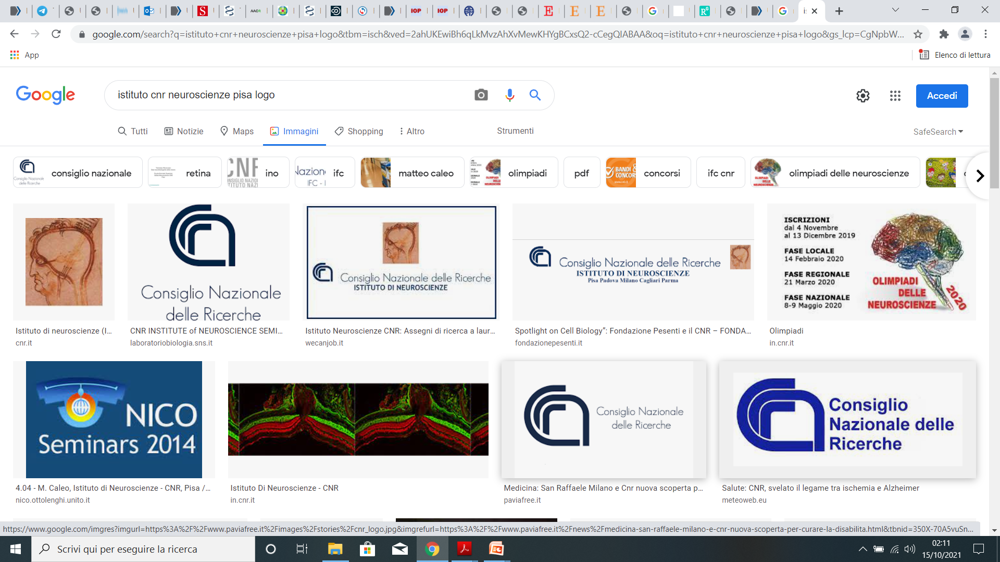 google.com/search?q=istituto+cnr+neuroscienze+pisa+logo&tbm=isch&ved=2ahUKEwiBh6qLkMvzAhXvMewKHYgBCxsQ2-cCegQIABAA&oq=istituto+cnr+neuroscienze+pisa+logo&gs_lcp=CgNpbW...
App
Elenco di lettura
Google
istituto cnr neuroscienze pisa logo
Accedi
Tutti
Notizie
Maps
Immagini
Shopping
Altro
Strumenti
SafeSearch
consiglio nazionale
retina
ino
ifc
matteo caleo
olimpiadi
pdf
concorsi
ifc cnr
olimpiadi delle neuroscienze
Consiglio Nazionale
delle Ricerche
Consiglio Nazionale delle Ricerche
ISTITUTO DI NEUROSCIENZE
Consiglio Nazionale delle Ricerche
ISTITUTO DI NEUROSCIENZE
Pisa Padova Milano Cagliari Parma
ISCRIZIONI
dal 4 Novembre
al 13 Dicembre 2019
FASE LOCALE
14 Febbraio 2020
FASE REGIONALE
21 Marzo 2020
FASE NAZIONALE
8-9 Maggio 2020
OLIMPIADI
DELLE
NEUROSCIENZE
2020
Istituto di neuroscienze (I...
cnr.it
CNR INSTITUTE of NEUROSCIENCE SEMI...
laboratoriobiologia.sns.it
Istituto Neuroscienze CNR: Assegni di ricerca a laur...
wecanjob.it
Spotlight on Cell Biology”: Fondazione Pesenti e il CNR – FONDA...
fondazionepesenti.it
Olimpiadi
in.cnr.it
NICO
Seminars 2014
Consiglio Nazionale
delle Ricerche
Consiglio
Nazionale delle
Ricerche
4.04 - M. Caleo, Istituto di Neuroscienze - CNR, Pisa /...
nico.ottolenghi.unito.it
Istituto Di Neuroscienze - CNR
in.cnr.it
Medicina: San Raffaele Milano e Cnr nuova scoperta p...
paviafree.it
Salute: CNR, svelato il legame tra ischemia e Alzheimer
meteoweb.eu
https://www.google.com/imgres?imgurl=https%3A%2F%2Fwww.paviafree.it%2Fimages%2Fstories%2Fcnr_logo.jpg&imgrefurl=https%3A%2F%2Fwww.paviafree.it%2Fnews%2Fmedicina-san-raffaele-milano-e-cnr-nuova-scoperta-per-curare-la-disabilita.html&tbnid=350X-70A5vuSn...
Scrivi qui per eseguire la ricerca
02:11
15/10/2021